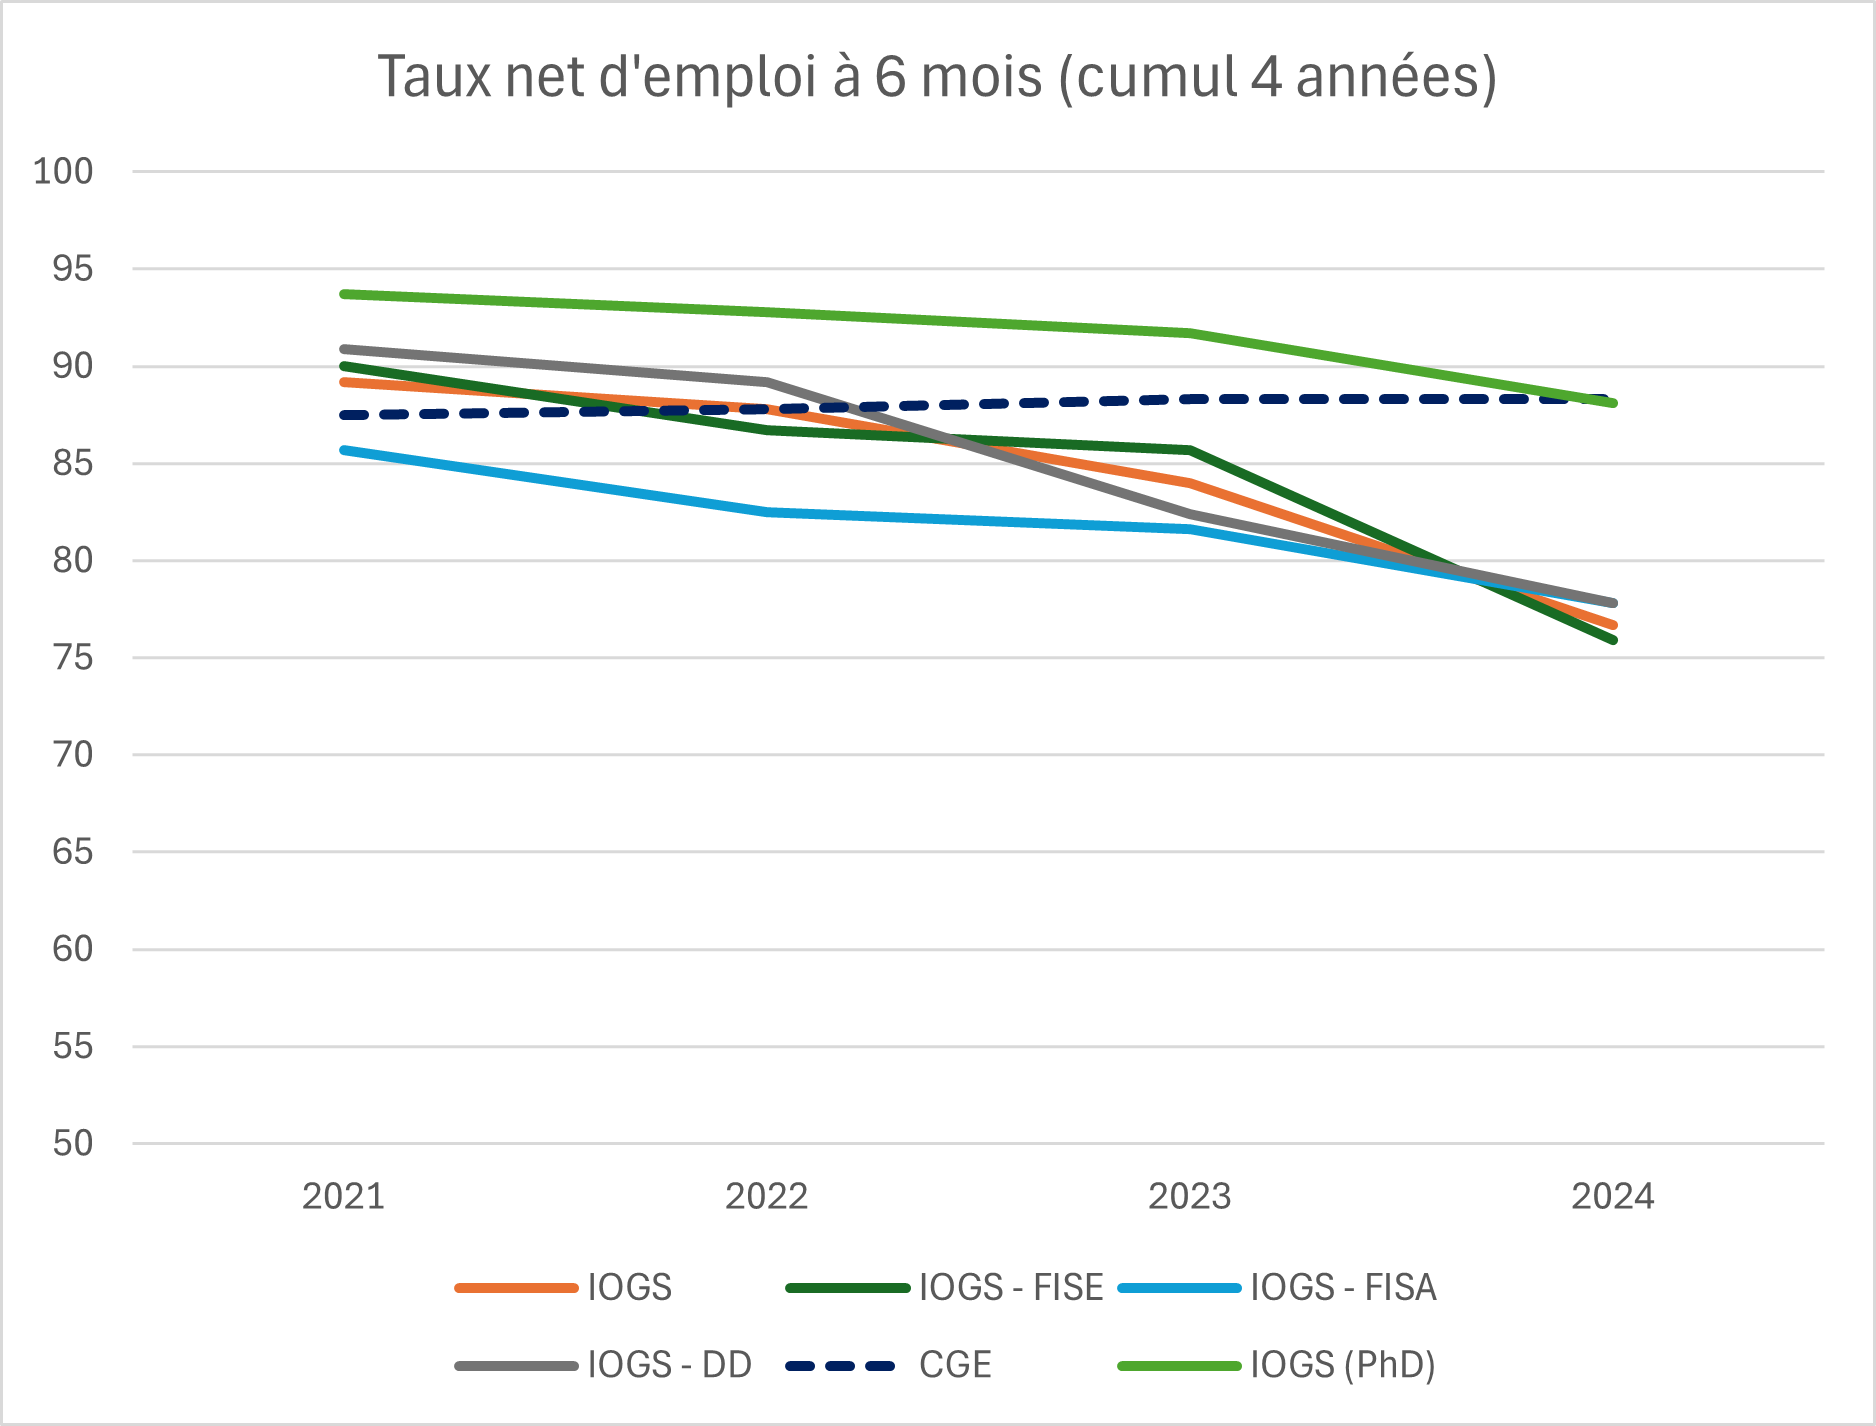 Taux net d'emploi à 6 mois (cumul 4 années)
100
95
90
85
80
75
70
65
60
55
50
2021 2022 2023 2024
IOGS IOGS - FISE IOGS - FISA
IOGS - DD CGE IOGS (PhD)